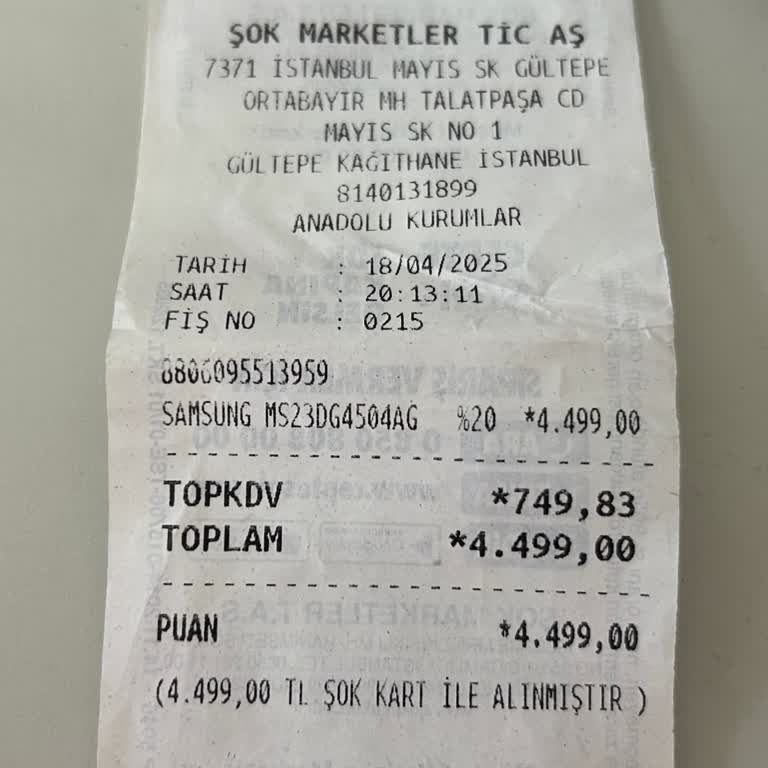 ŞOK MARKETLER TİC AŞ
7371 İSTANBUL MAYIS SK GÜLTEPE
ORTABAYIR MH TALATPAŞA CD
MAYIS SK NO 1
GÜLTEPE KAĞITHANE İSTANBUL
8140131899
ANADOLU KURUMLAR
TARİH : 18/04/2025
SAAT : 20:13:11
FİŞ NO : 0215
8806095513959
SAMSUNG MS23DG4504AG %20 *4.499,00
TOPKDV *749,83
TOPLAM *4.499,00
PUAN *4.499,00
(4.499,00 TL ŞOK KART İLE ALINMIŞTIR )